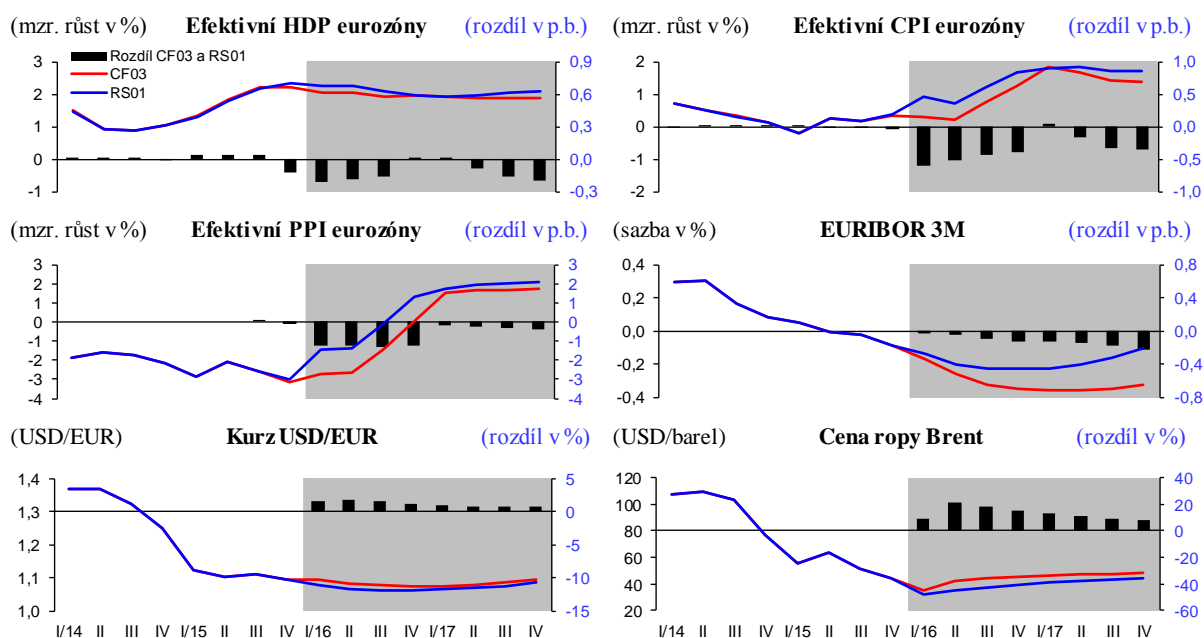 (mzr. růst v %) Efektivní HDP eurozóny (rozdíl v p.b.)
Rozdíl CF03 a RS01
CF03
RS01
3 2 1 0 -1
0,9 0,6 0,3 0,0 -0,3
(mzr. růst v %) Efektivní CPI eurozóny (rozdíl v p.b.)
3 2 1 0 -1 -2
1,0 0,5 0,0 -0,5 -1,0
(mzr. růst v %) Efektivní PPI eurozóny (rozdíl v p.b.)
3 2 1 0 -1 -2 -3 -4
3 2 1 0 -1 -2 -3 -4
(sazba v %) EURIBOR 3M (rozdíl v p.b.)
0,4 0,2 0,0 -0,2 -0,4
0,8 0,4 0,0 -0,4 -0,8
(USD/EUR) Kurz USD/EUR (rozdíl v %)
1,4 1,3 1,2 1,1 1,0
5 0 -5 -10 -15
I/14 II III IV I/15 II III IV I/16 II III IV I/17 II III IV
(USD/barel) Cena ropy Brent (rozdíl v %)
120 100 80 60 40 20
40 20 0 -20 -40 -60
I/14 II III IV I/15 II III IV I/16 II III IV I/17 II III IV